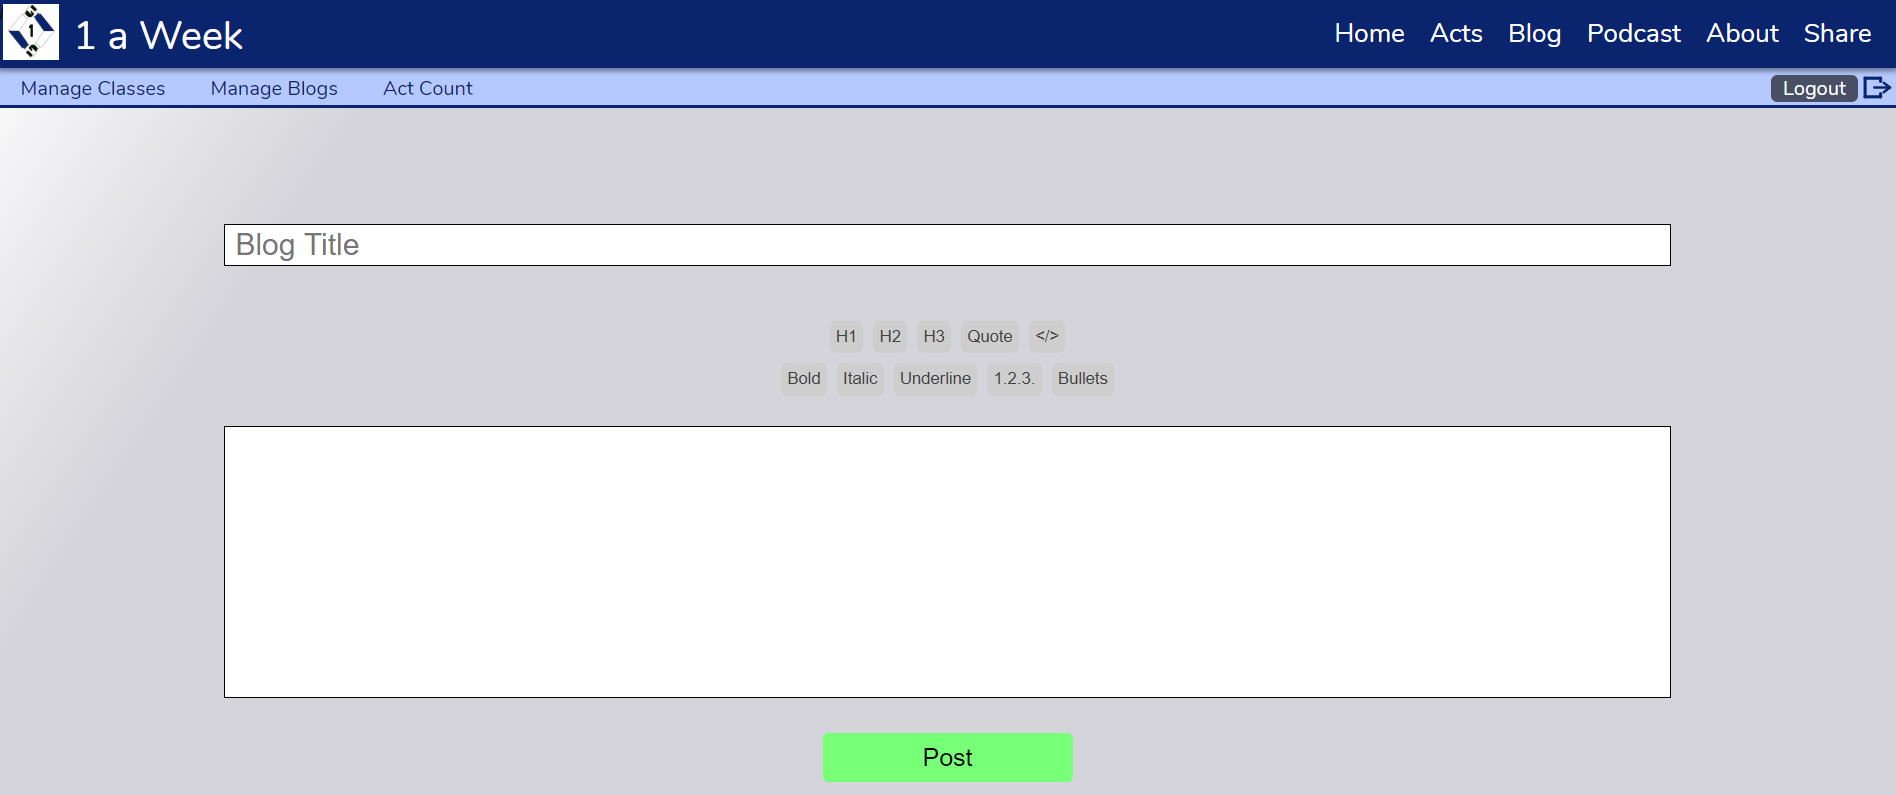 1 a Week
Home Acts Blog Podcast About Share
Manage Classes Manage Blogs Act Count Logout
Blog Title
H1 H2 H3 Quote </>
Bold Italic Underline 1.2.3. Bullets
Post